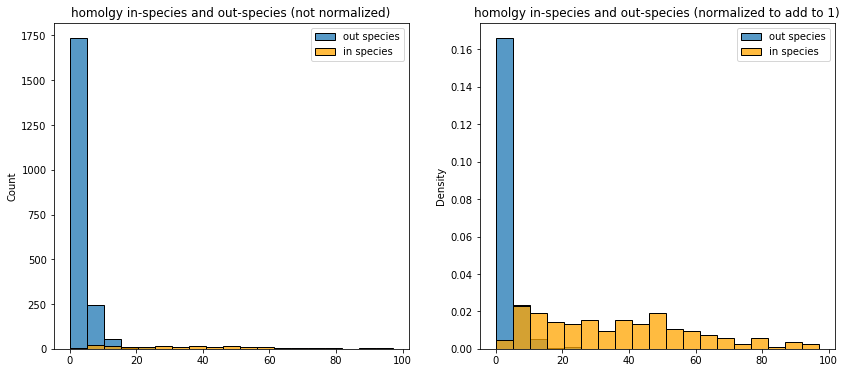 homolgy in-species and out-species (not normalized)
out species
in species
1750
1500
1250
1000
750
500
250
0
Count
0 20 40 60 80 100
homolgy in-species and out-species (normalized to add to 1)
out species
in species
0.16
0.14
0.12
0.10
0.08
0.06
0.04
0.02
0.00
Density
0 20 40 60 80 100